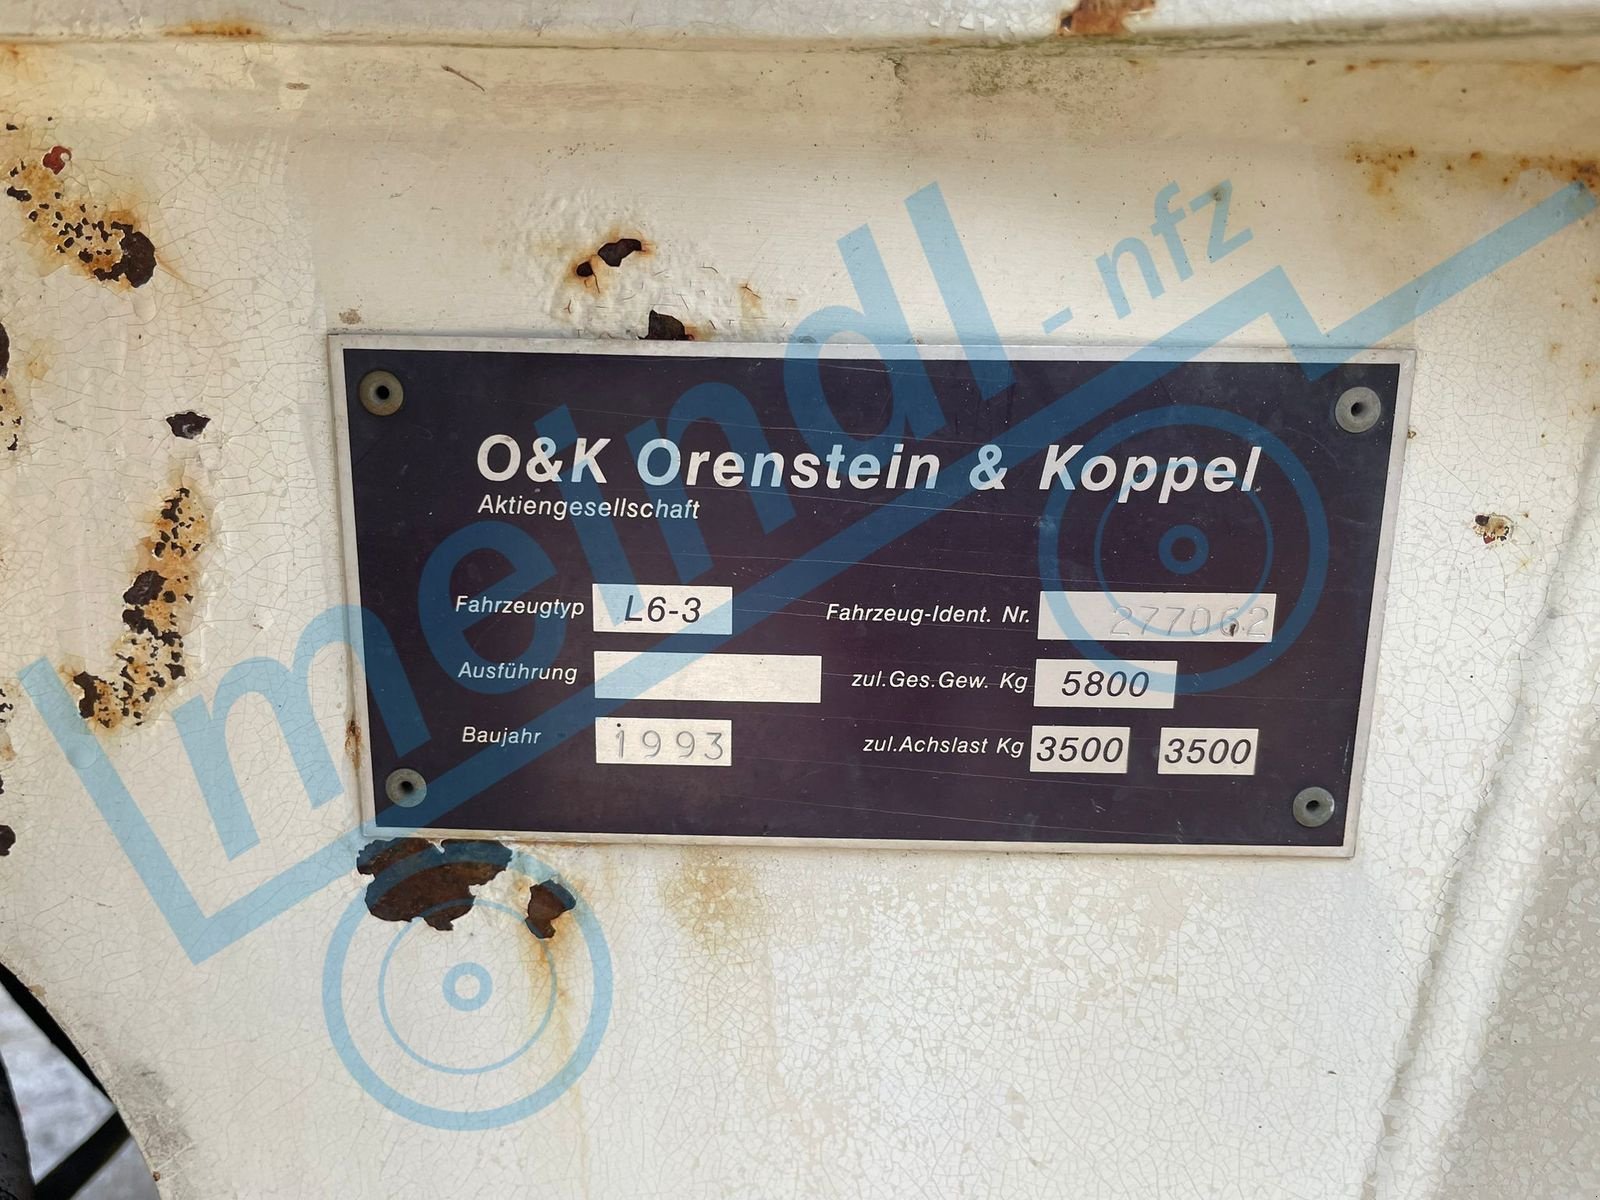 O&K Orenstein & Koppel
Aktiengesellschaft
Fahrzeugtyp L6-3
Fahrzeug-Ident. Nr. 277062
Ausführung
zul.Ges.Gew. Kg 5800
Baujahr 1993
zul.Achslast Kg 3500 3500
meindl-nfz